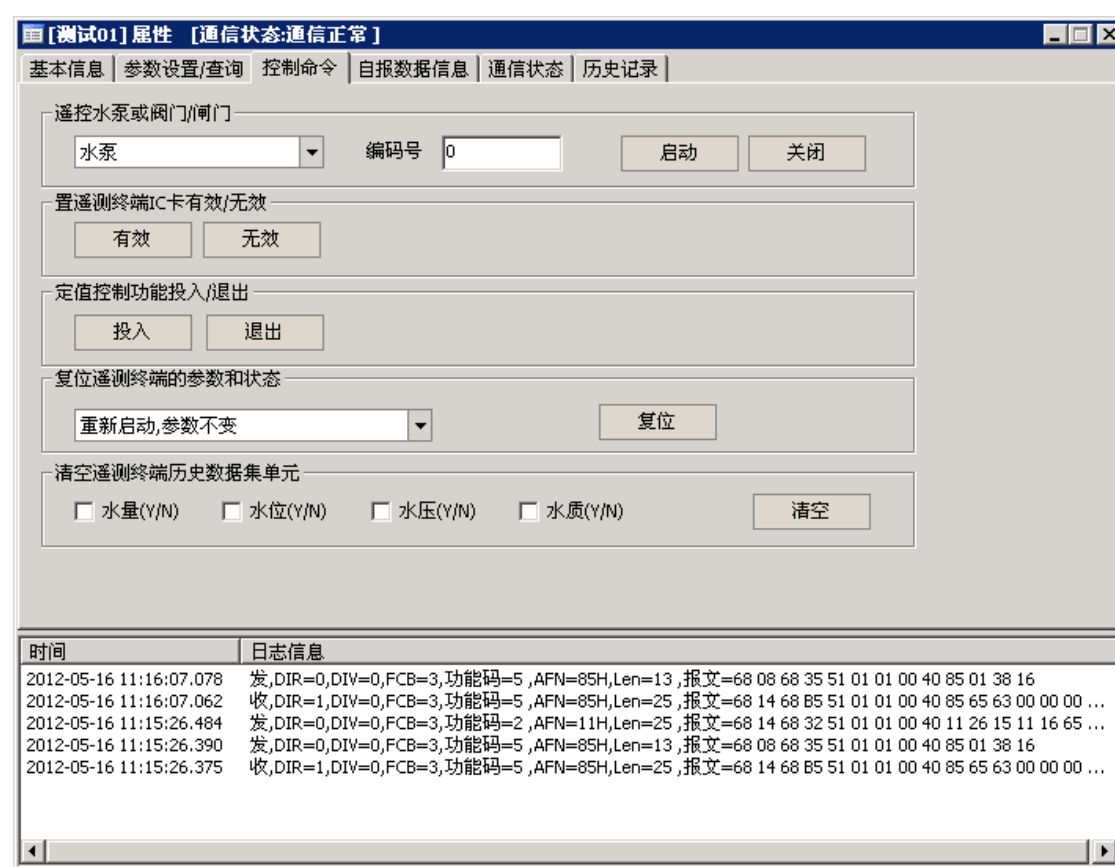 [测试01] 属性 [通信状态:通信正常 ]
基本信息 参数设置/查询 控制命令 自报数据信息 通信状态 历史记录
遥控水泵或阀门/闸门
水泵 编码号 0 启动 关闭
置遥测终端IC卡有效/无效
有效 无效
定值控制功能投入/退出
投入 退出
复位遥测终端的参数和状态
重新启动,参数不变 复位
清空遥测终端历史数据集单元
水量(Y/N) 水位(Y/N) 水压(Y/N) 水质(Y/N) 清空
时间 日志信息
2012-05-16 11:16:07.078 发,DIR=0,DIV=0,FCB=3,功能码=5 ,AFN=85H,Len=13 ,报文=68 08 68 35 51 01 01 00 40 85 01 38 16
2012-05-16 11:16:07.062 收,DIR=1,DIV=0,FCB=3,功能码=5 ,AFN=85H,Len=25 ,报文=68 14 68 B5 51 01 01 00 40 85 65 63 00 00 00 ...
2012-05-16 11:15:26.484 发,DIR=0,DIV=0,FCB=3,功能码=2 ,AFN=11H,Len=25 ,报文=68 14 68 32 51 01 01 00 40 11 26 15 11 16 65 ...
2012-05-16 11:15:26.390 发,DIR=0,DIV=0,FCB=3,功能码=5 ,AFN=85H,Len=13 ,报文=68 08 68 35 51 01 01 00 40 85 01 38 16
2012-05-16 11:15:26.375 收,DIR=1,DIV=0,FCB=3,功能码=5 ,AFN=85H,Len=25 ,报文=68 14 68 B5 51 01 01 00 40 85 65 63 00 00 00 ...